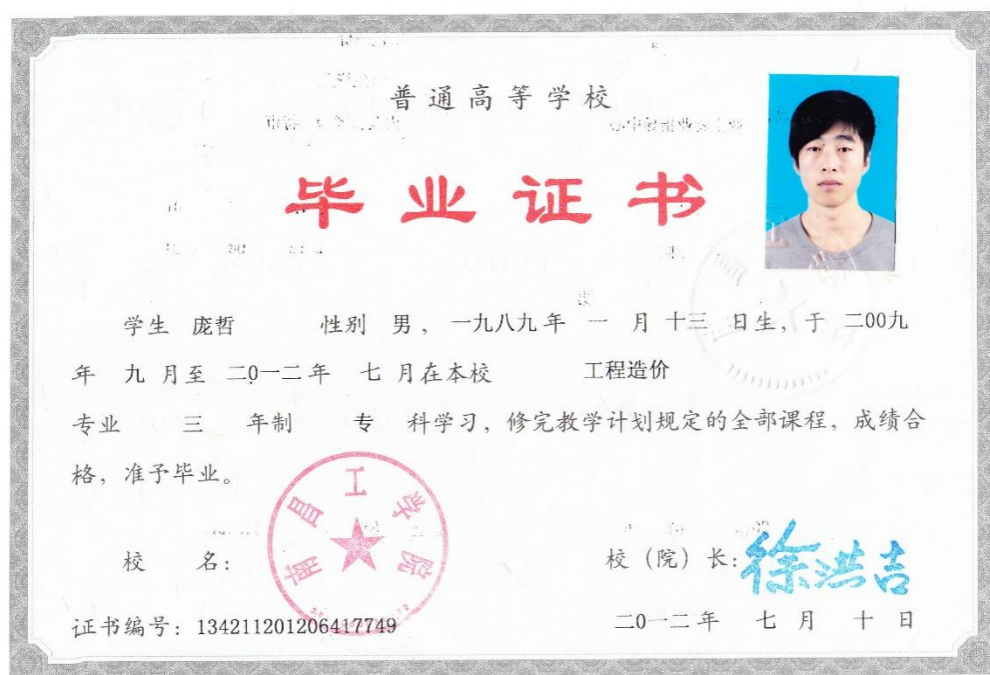 普通高等学校
毕业证书
学生 庞哲 性别 男，一九八九年 一 月 十三 日生，于 二00九
年 九 月至 二0一二年 七 月在本校 工程造价
专业 三 年制 专 科学习，修完教学计划规定的全部课程，成绩合
格，准予毕业。
南昌工学院
校 名：
校（院）长：徐洪吉
证书编号：134211201206417749
二0一二年 七 月 十 日